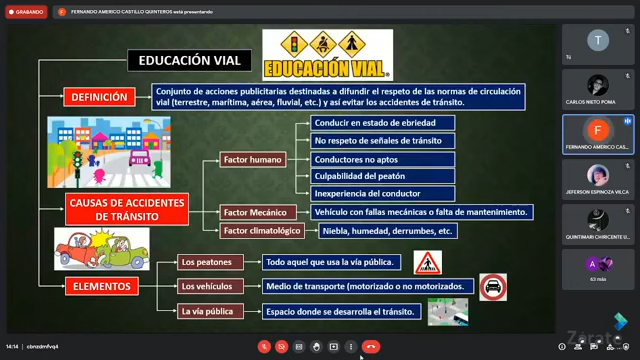 GRABANDO
FERNANDO AMERICO CASTILLO QUINTEROS está presentando
EDUCACIÓN VIAL
EDUCACIÓN VIAL
DEFINICIÓN
Conjunto de acciones publicitarias destinadas a difundir el respeto de las normas de circulación
vial (terrestre, marítima, aérea, fluvial, etc.) y así evitar los accidentes de tránsito.
CAUSAS DE ACCIDENTES
DE TRÁNSITO
Factor humano
Conducir en estado de ebriedad
No respeto de señales de tránsito
Conductores no aptos
Culpabilidad del peatón
Inexperiencia del conductor
Factor Mecánico
Vehículo con fallas mecánicas o falta de mantenimiento.
Factor climatológico
Niebla, humedad, derrumbes, etc.
ELEMENTOS
Los peatones
Todo aquel que usa la vía pública.
Los vehículos
Medio de transporte (motorizado o no motorizados.
La vía pública
Espacio donde se desarrolla el tránsito.
T
Tú
CARLOS NIETO POMA
F
FERNANDO AMERICO CAS...
JEFERSON ESPINOZA VILCA
QUINTIMARI CHIRICENTE U...
A
14:14
cbnzdmfvq4
Zárate